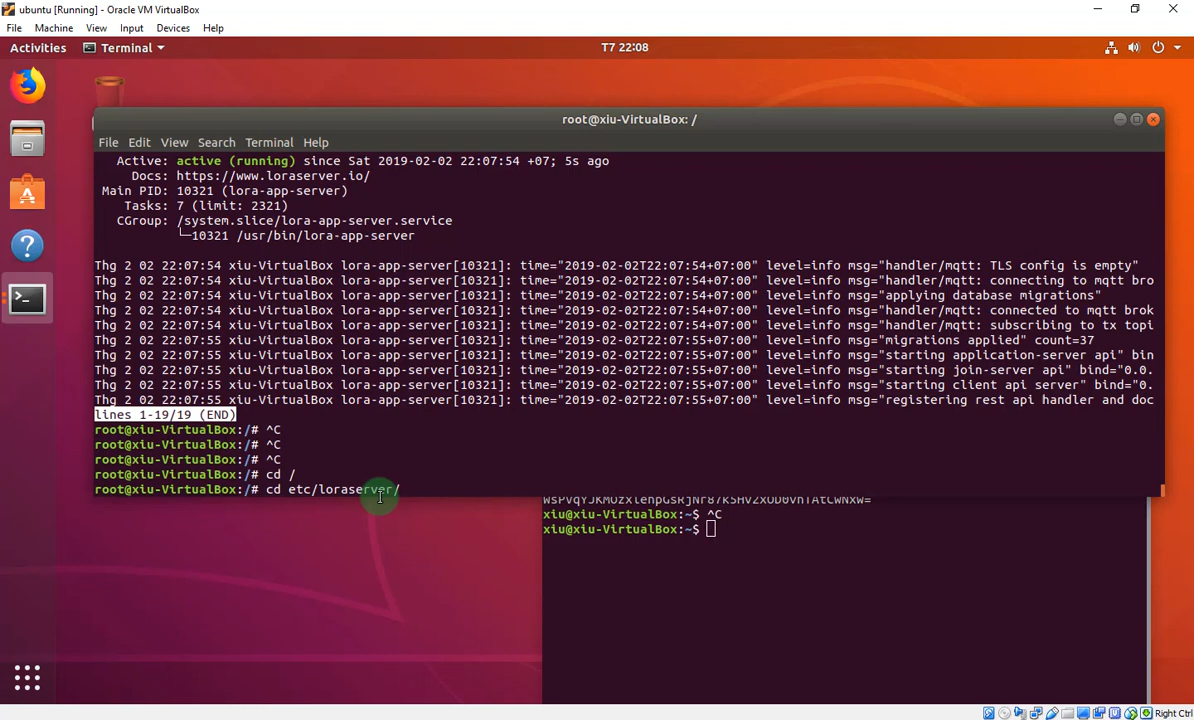 ubuntu [Running] - Oracle VM VirtualBox
File Machine View Input Devices Help
Activities Terminal T7 22:08
root@xiu-VirtualBox: /
File Edit View Search Terminal Help
Active: active (running) since Sat 2019-02-02 22:07:54 +07; 5s ago
Docs: https://www.loraserver.io/
Main PID: 10321 (lora-app-server)
Tasks: 7 (limit: 2321)
CGroup: /system.slice/lora-app-server.service
└─10321 /usr/bin/lora-app-server
Thg 2 02 22:07:54 xiu-VirtualBox lora-app-server[10321]: time="2019-02-02T22:07:54+07:00" level=info msg="handler/mqtt: TLS config is empty"
Thg 2 02 22:07:54 xiu-VirtualBox lora-app-server[10321]: time="2019-02-02T22:07:54+07:00" level=info msg="handler/mqtt: connecting to mqtt bro
Thg 2 02 22:07:54 xiu-VirtualBox lora-app-server[10321]: time="2019-02-02T22:07:54+07:00" level=info msg="applying database migrations"
Thg 2 02 22:07:54 xiu-VirtualBox lora-app-server[10321]: time="2019-02-02T22:07:54+07:00" level=info msg="handler/mqtt: connected to mqtt brok
Thg 2 02 22:07:54 xiu-VirtualBox lora-app-server[10321]: time="2019-02-02T22:07:54+07:00" level=info msg="handler/mqtt: subscribing to tx topi
Thg 2 02 22:07:55 xiu-VirtualBox lora-app-server[10321]: time="2019-02-02T22:07:55+07:00" level=info msg="migrations applied" count=37
Thg 2 02 22:07:55 xiu-VirtualBox lora-app-server[10321]: time="2019-02-02T22:07:55+07:00" level=info msg="starting application-server api" bin
Thg 2 02 22:07:55 xiu-VirtualBox lora-app-server[10321]: time="2019-02-02T22:07:55+07:00" level=info msg="starting join-server api" bind="0.0.
Thg 2 02 22:07:55 xiu-VirtualBox lora-app-server[10321]: time="2019-02-02T22:07:55+07:00" level=info msg="starting client api server" bind="0.
Thg 2 02 22:07:55 xiu-VirtualBox lora-app-server[10321]: time="2019-02-02T22:07:55+07:00" level=info msg="registering rest api handler and doc
lines 1-19/19 (END)
root@xiu-VirtualBox:/# ^C
root@xiu-VirtualBox:/# ^C
root@xiu-VirtualBox:/# ^C
root@xiu-VirtualBox:/# cd /
root@xiu-VirtualBox:/# cd etc/loraserver/
xiu@xiu-VirtualBox:~$ ^C
xiu@xiu-VirtualBox:~$
Right Ctrl